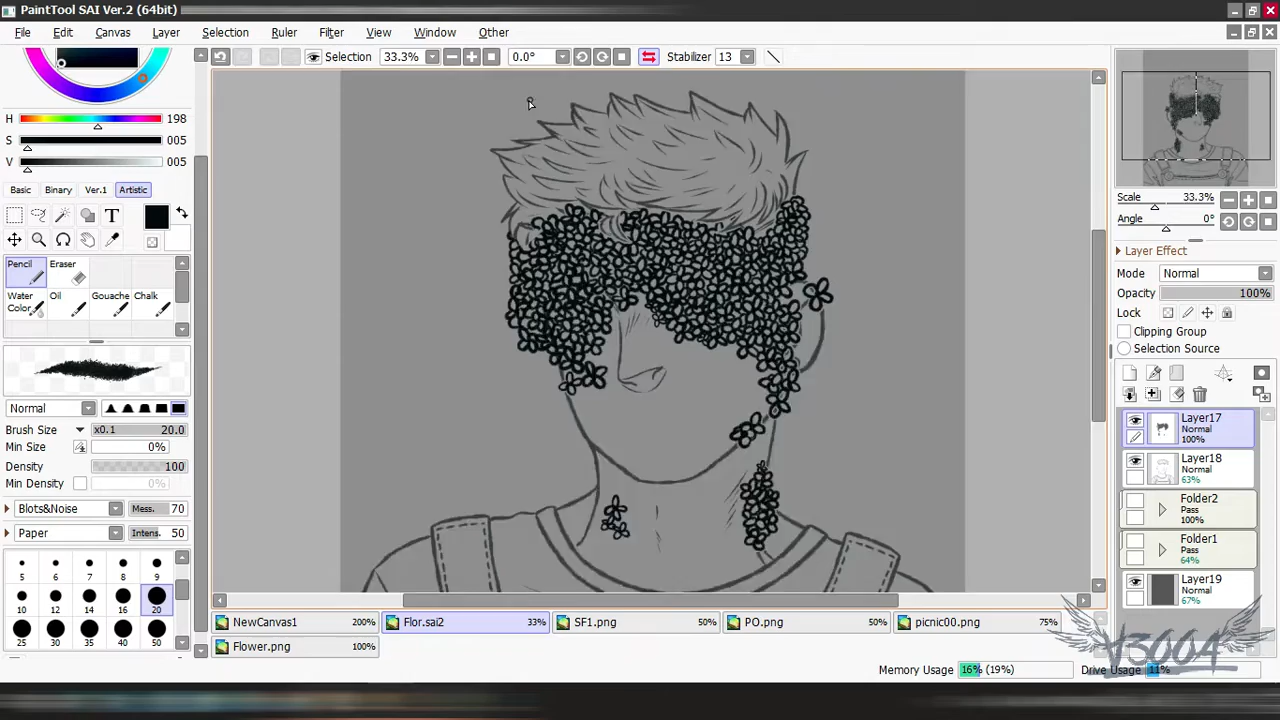 PaintTool SAI Ver.2 (64bit)
File Edit Canvas Layer Selection Ruler Filter View Window Other
Selection 33.3% 0.0° Stabilizer 13
H 198
S 005
V 005
Basic Binary Ver.1 Artistic
T
Pencil Eraser
Water Color Oil Gouache Chalk
Normal
Brush Size x0.1 20.0
Min Size 0%
Density 100
Min Density 0%
Blots&Noise Mess. 70
Paper Intens. 50
5 6 7 8 9
10 12 14 16 20
25 30 35 40 50
NewCanvas1 200% Flor.sai2 33% SF1.png 50% PO.png 50% picnic00.png 75%
Flower.png 100%
Memory Usage 16% (19%) Drive Usage 11%
Scale 33.3%
Angle 0°
Layer Effect
Mode Normal
Opacity 100%
Lock
Clipping Group
Selection Source
Layer17
Normal
100%
Layer18
Normal
63%
Folder2
Pass
100%
Folder1
Pass
64%
Layer19
Normal
67%